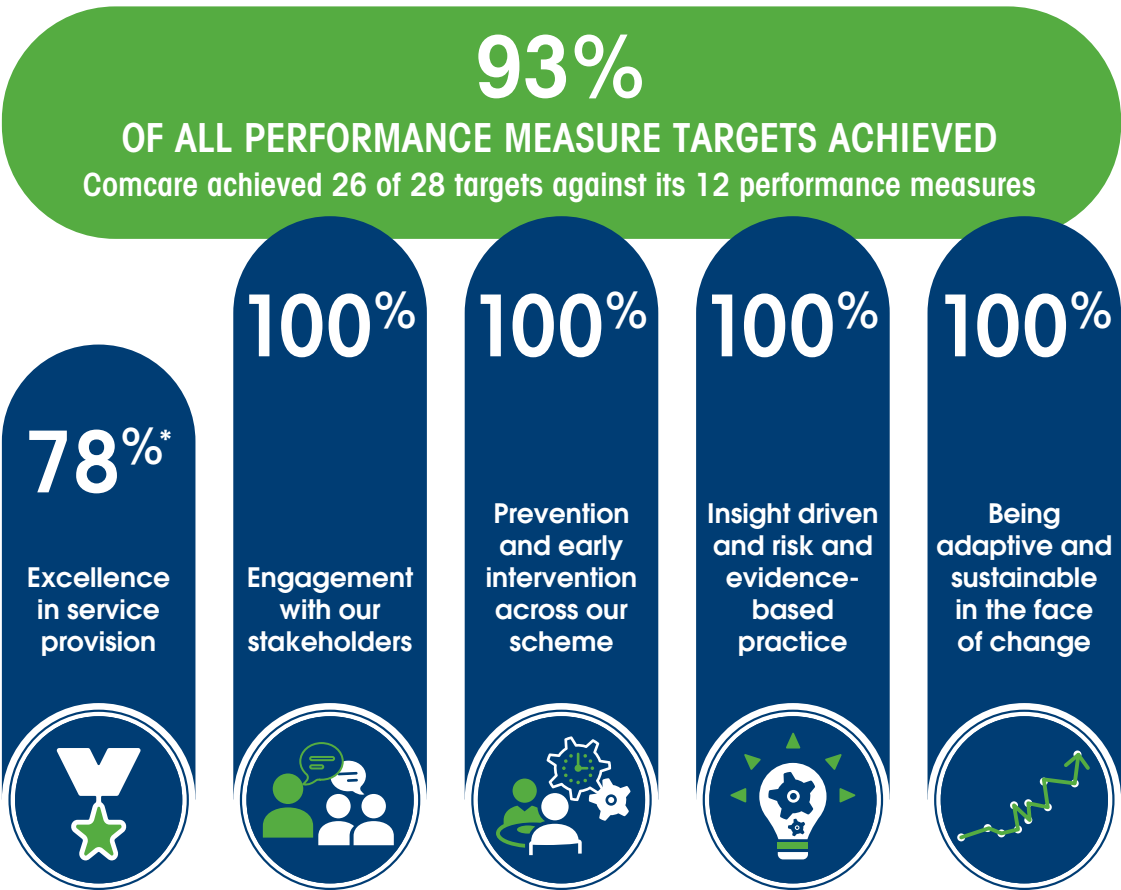 93%
OF ALL PERFORMANCE MEASURE TARGETS ACHIEVED
Comcare achieved 26 of 28 targets against its 12 performance measures
78%*
Excellence
in service
provision
100%
Engagement
with our
stakeholders
100%
Prevention
and early
intervention
across our
scheme
100%
Insight driven
and risk and
evidence-
based
practice
100%
Being
adaptive and
sustainable
in the face
of change